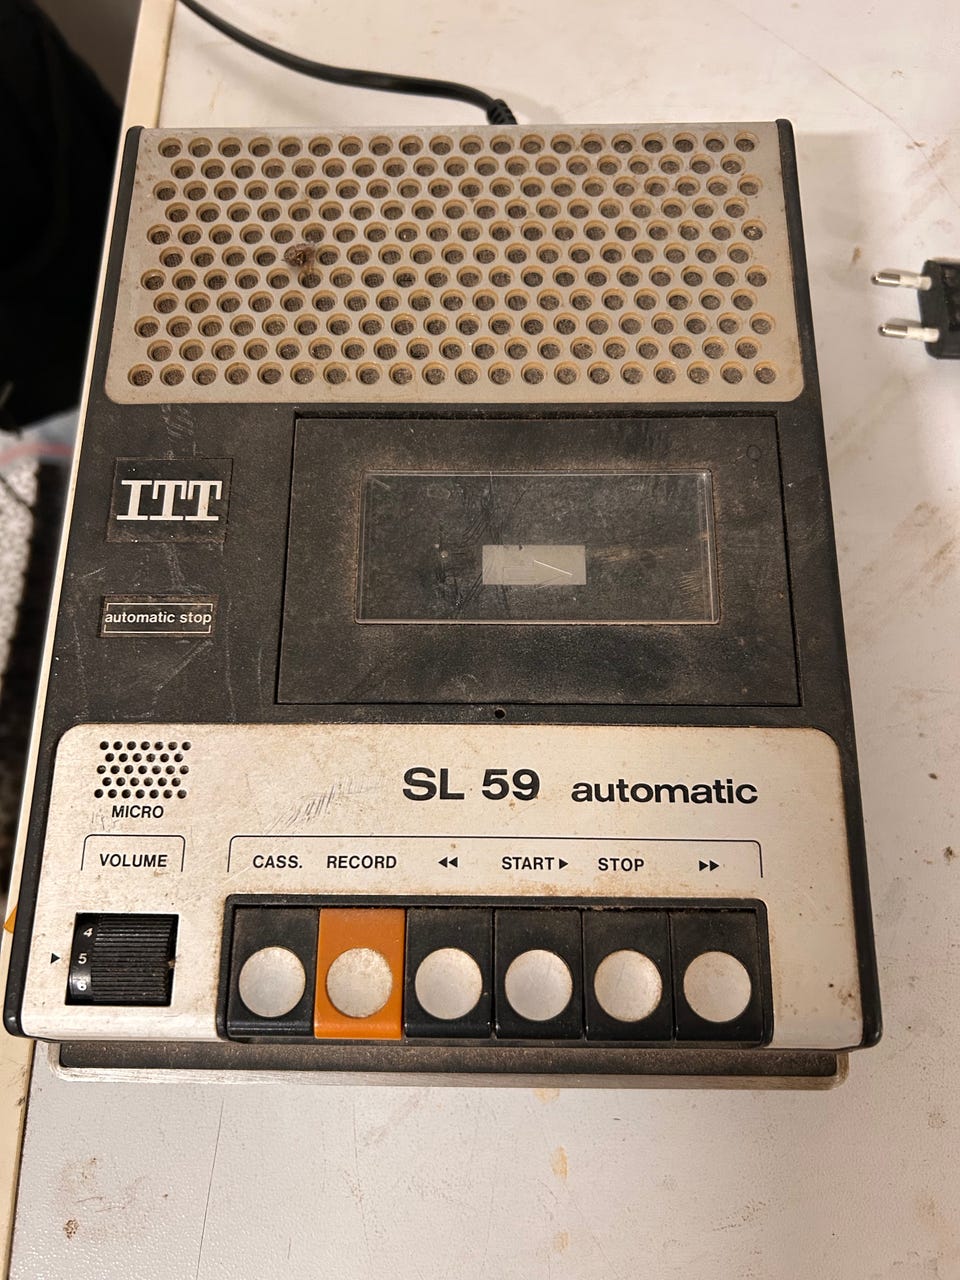 ITT
automatic stop
SL 59 automatic
MICRO
VOLUME
CASS. RECORD ◀◀ START ▶ STOP ▶▶
4
5
6